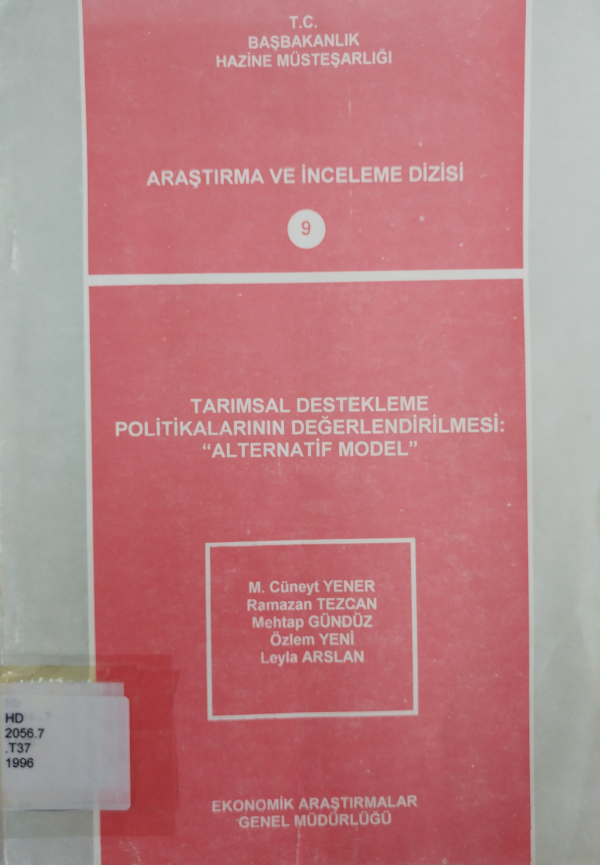 T.C.
BAŞBAKANLIK
HAZİNE MÜSTEŞARLIĞI
ARAŞTIRMA VE İNCELEME DİZİSİ
9
TARIMSAL DESTEKLEME
POLİTİKALARININ DEĞERLENDİRİLMESİ:
“ALTERNATİF MODEL”
M. Cüneyt YENER
Ramazan TEZCAN
Mehtap GÜNDÜZ
Özlem YENİ
Leyla ARSLAN
HD
2056.7
.T37
1996
EKONOMİK ARAŞTIRMALAR
GENEL MÜDÜRLÜĞÜ